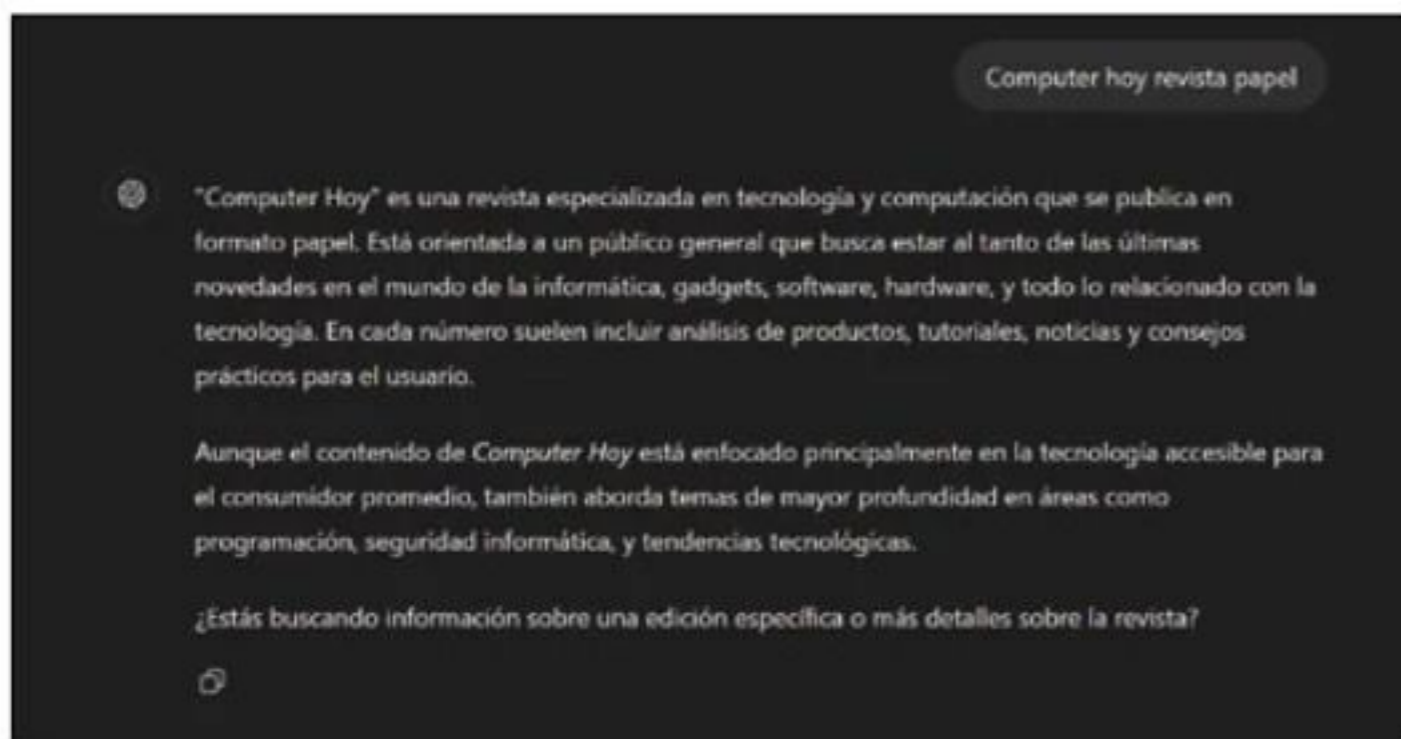 Computer hoy revista papel
"Computer Hoy" es una revista especializada en tecnología y computación que se publica en
formato papel. Está orientada a un público general que busca estar al tanto de las últimas
novedades en el mundo de la informática, gadgets, software, hardware, y todo lo relacionado con la
tecnología. En cada número suelen incluir análisis de productos, tutoriales, noticias y consejos
prácticos para el usuario.
Aunque el contenido de Computer Hoy está enfocado principalmente en la tecnología accesible para
el consumidor promedio, también aborda temas de mayor profundidad en áreas como
programación, seguridad informática, y tendencias tecnológicas.
¿Estás buscando información sobre una edición específica o más detalles sobre la revista?